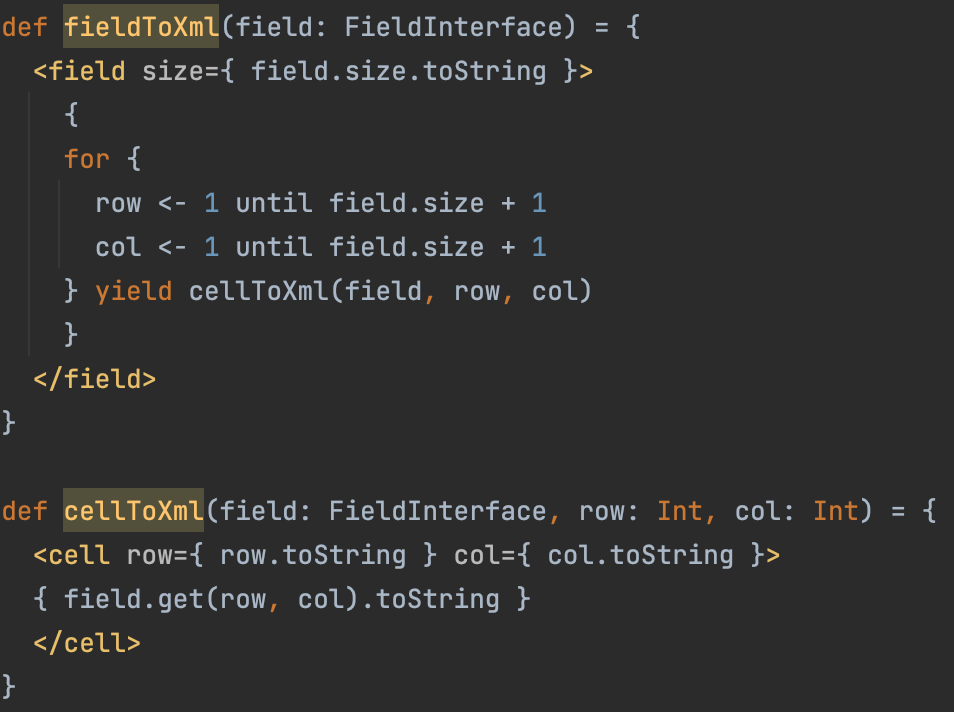 def fieldToXml(field: FieldInterface) = {
  <field size={ field.size.toString }>
    {
    for {
      row <- 1 until field.size + 1
      col <- 1 until field.size + 1
    } yield cellToXml(field, row, col)
    }
  </field>
}

def cellToXml(field: FieldInterface, row: Int, col: Int) = {
  <cell row={ row.toString } col={ col.toString }>
  { field.get(row, col).toString }
  </cell>
}